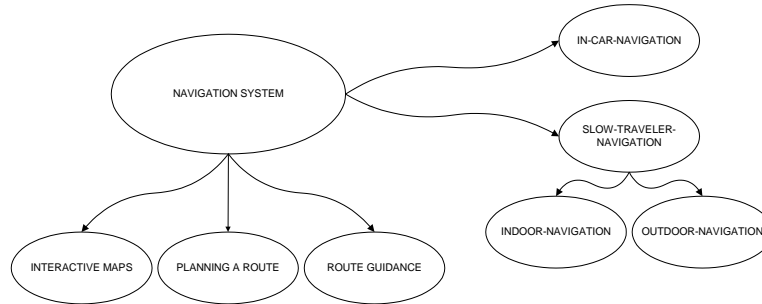 IN-CAR-NAVIGATION
NAVIGATION SYSTEM
SLOW-TRAVELER-
NAVIGATION
INDOOR-NAVIGATION
OUTDOOR-NAVIGATION
INTERACTIVE MAPS
PLANNING A ROUTE
ROUTE GUIDANCE